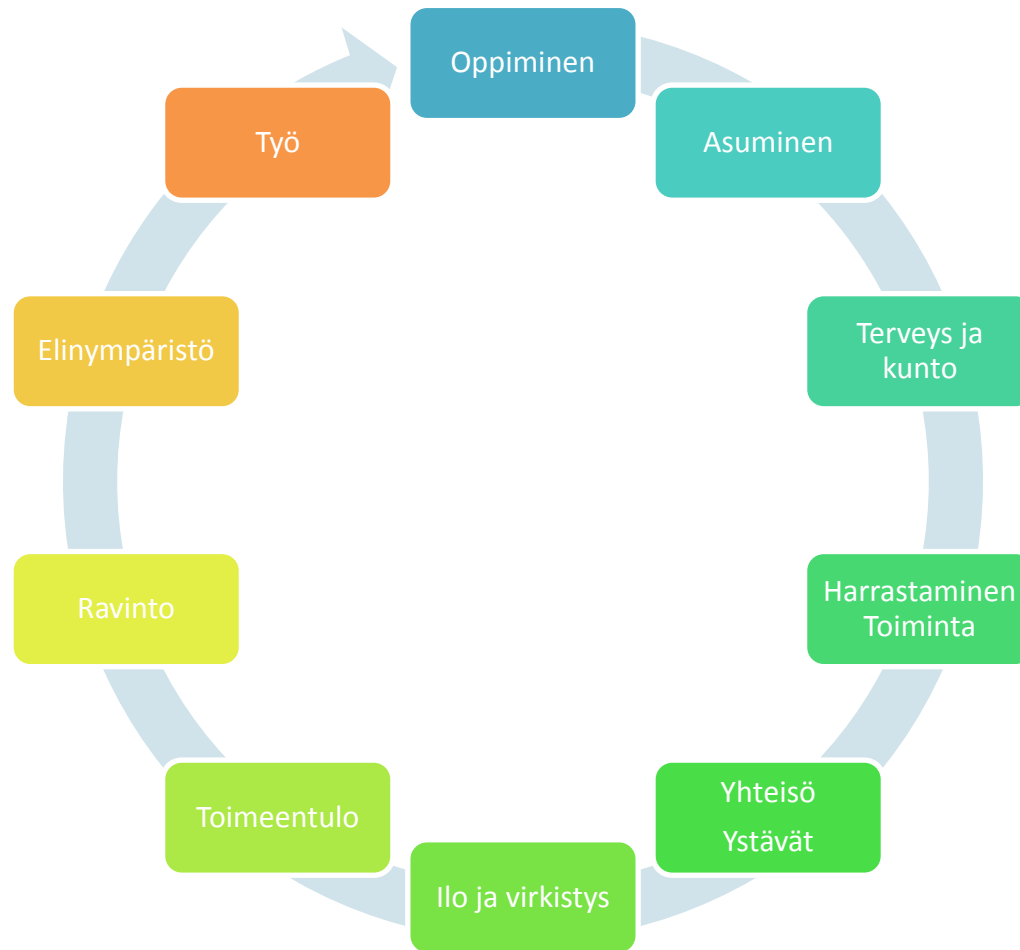 Oppiminen
Asuminen
Terveys ja
kunto
Harrastaminen
Toiminta
Yhteisö
Ystävät
Ilo ja virkistys
Toimeentulo
Ravinto
Elinympäristö
Työ